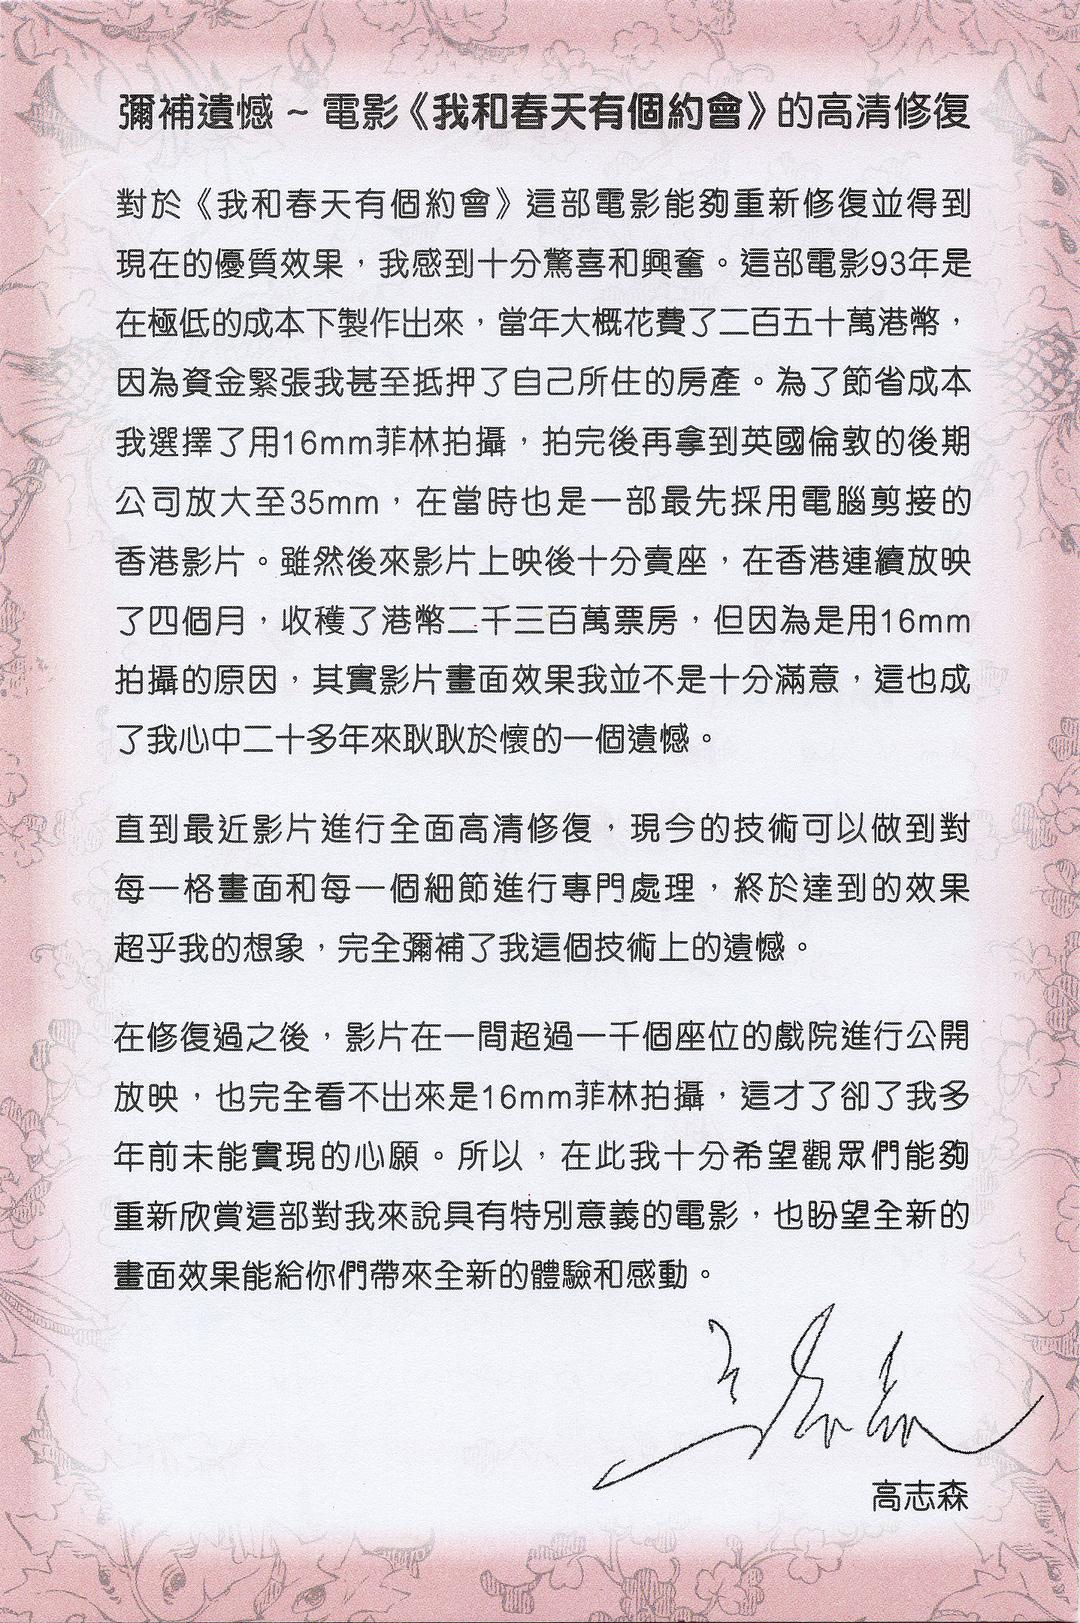 彌補遺憾～電影《我和春天有個約會》的高清修復
對於《我和春天有個約會》這部電影能夠重新修復並得到
現在的優質效果，我感到十分驚喜和興奮。這部電影93年是
在極低的成本下製作出來，當年大概花費了二百五十萬港幣，
因為資金緊張我甚至抵押了自己所住的房產。為了節省成本
我選擇了用16mm菲林拍攝，拍完後再拿到英國倫敦的後期
公司放大至35mm，在當時也是一部最先採用電腦剪接的
香港影片。雖然後來影片上映後十分賣座，在香港連續放映
了四個月，收穫了港幣二千三百萬票房，但因為是用16mm
拍攝的原因，其實影片畫面效果我並不是十分滿意，這也成
了我心中二十多年來耿耿於懷的一個遺憾。
直到最近影片進行全面高清修復，現今的技術可以做到對
每一格畫面和每一個細節進行專門處理，終於達到的效果
超乎我的想象，完全彌補了我這個技術上的遺憾。
在修復過之後，影片在一間超過一千個座位的戲院進行公開
放映，也完全看不出來是16mm菲林拍攝，這才了卻了我多
年前未能實現的心願。所以，在此我十分希望觀眾們能夠
重新欣賞這部對我來說具有特別意義的電影，也盼望全新的
畫面效果能給你們帶來全新的體驗和感動。
高志森
高志森